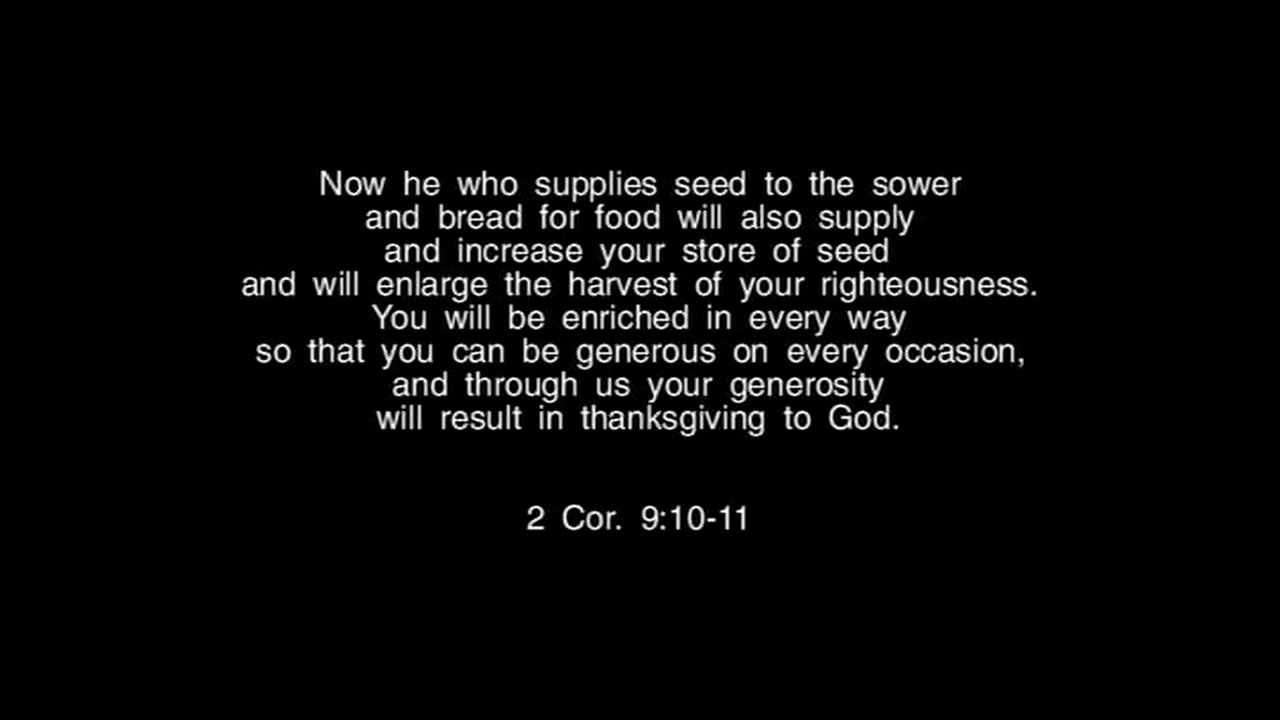 Now he who supplies seed to the sower
and bread for food will also supply
and increase your store of seed
and will enlarge the harvest of your righteousness.
You will be enriched in every way
so that you can be generous on every occasion,
and through us your generosity
will result in thanksgiving to God.
2 Cor. 9:10-11